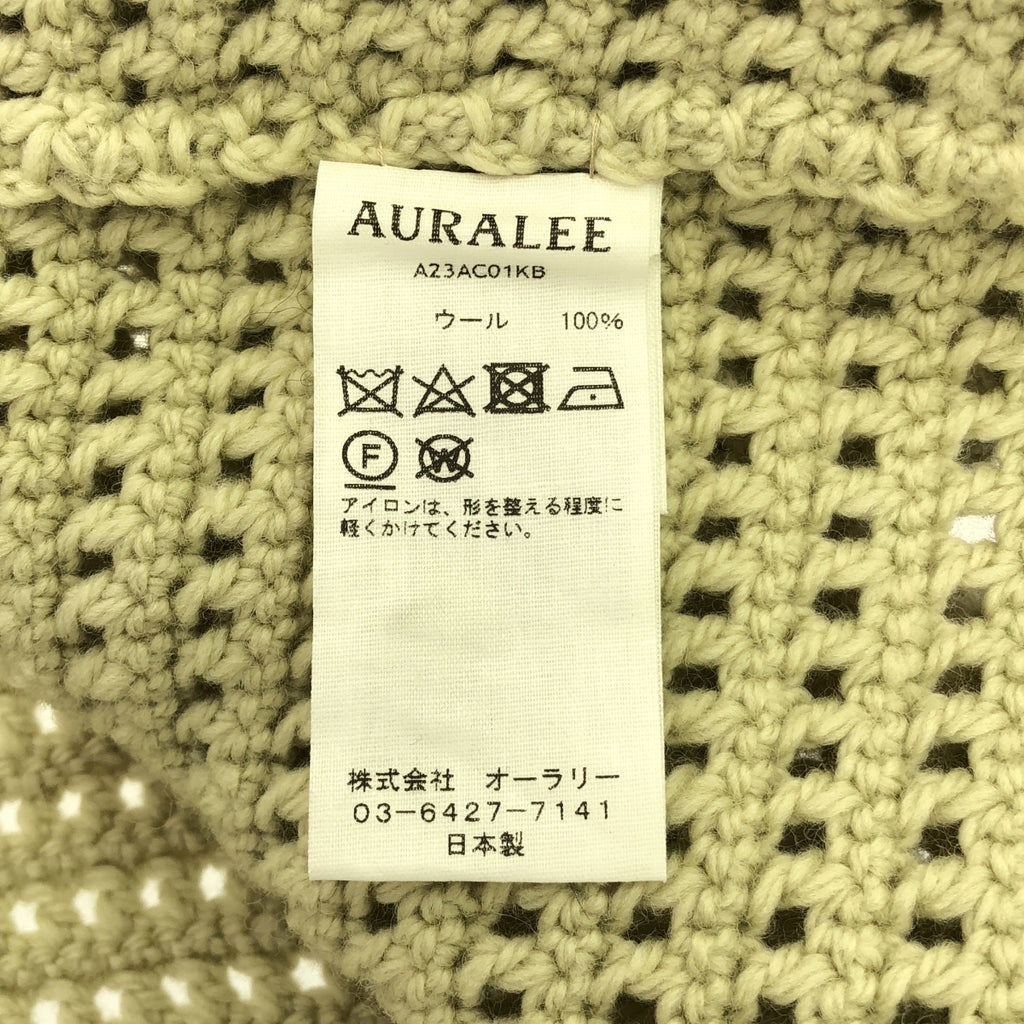 AURALEE
A23AC01KB
ウール 100%
F
W
アイロンは、形を整える程度に
軽くかけてください。
株式会社 オーラリー
03-6427-7141
日本製